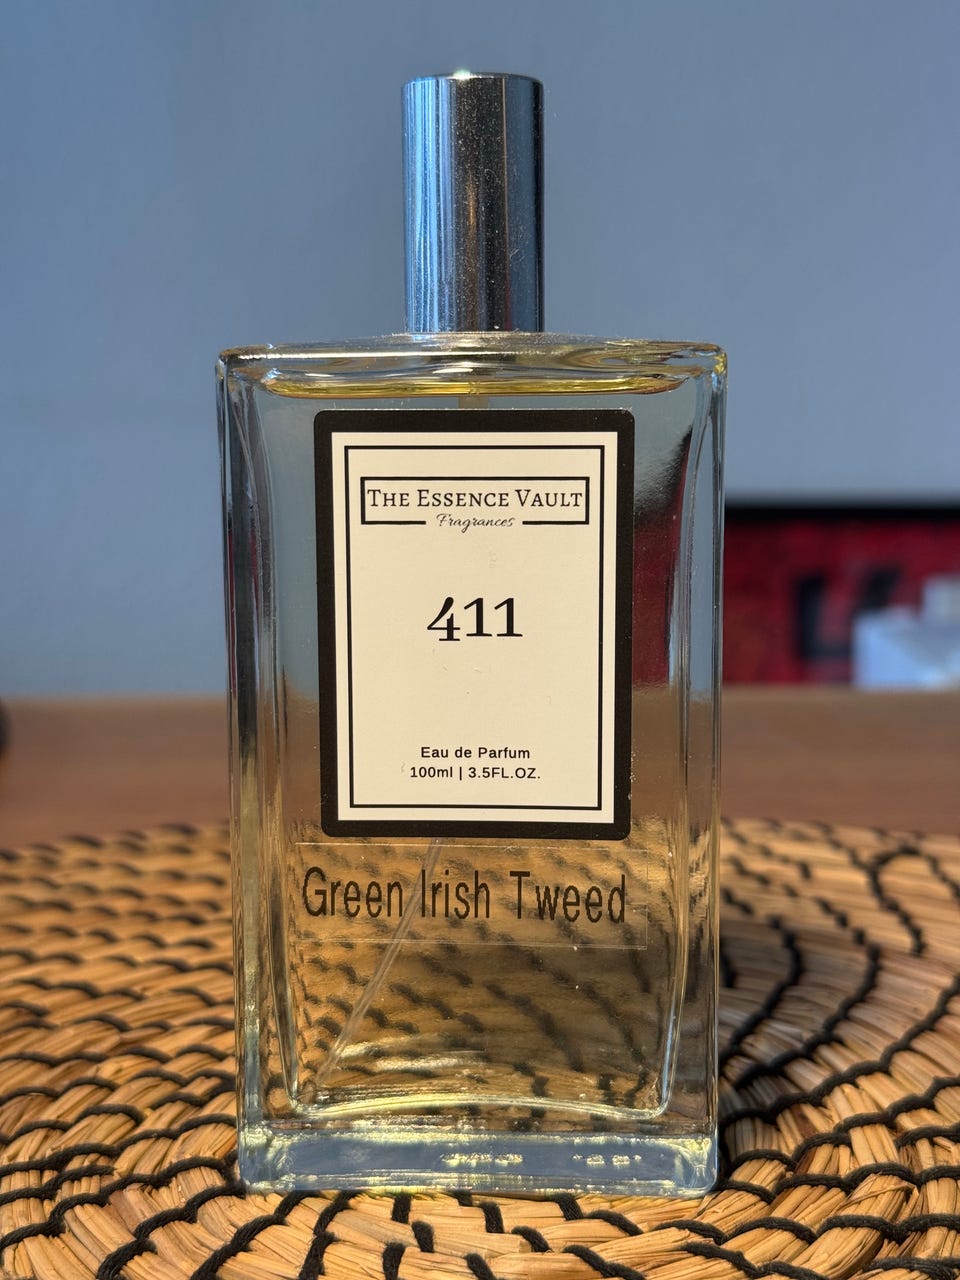 THE ESSENCE VAULT
Fragrances
411
Eau de Parfum
100ml | 3.5FL.OZ.
Green Irish Tweed